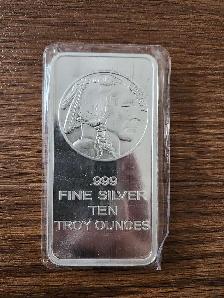 .999
FINE SILVER
TEN
TROY OUNCES